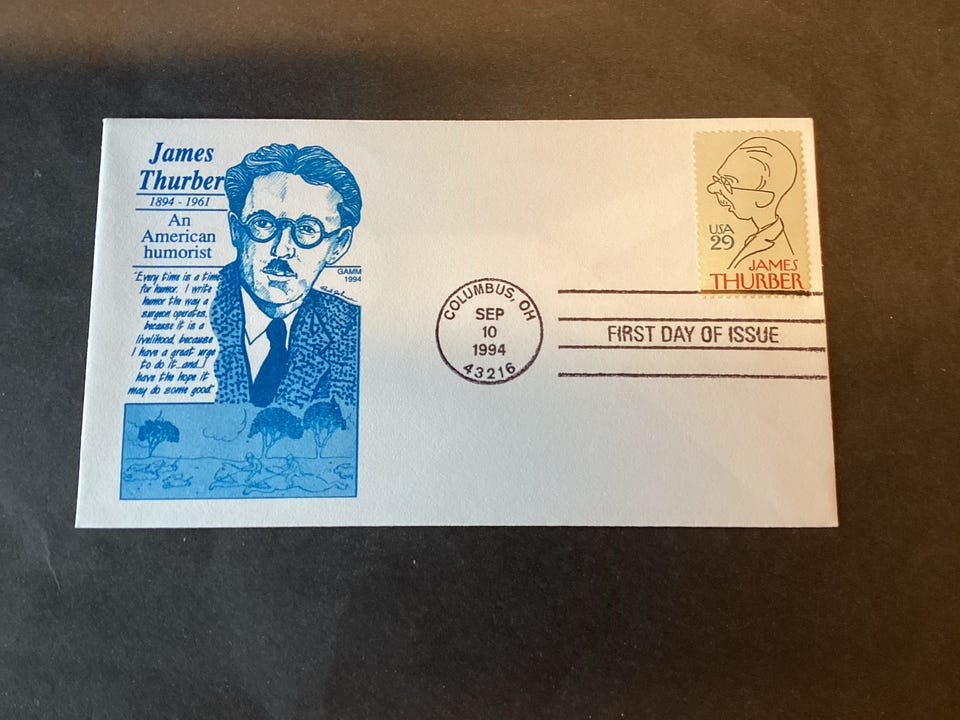 James
Thurber
1894 - 1961
An
American
humorist
"Every time is a time
for humor. I write
humor the way a
surgeon operates,
because it is a
livelihood, because
I have a great urge
to do it...and...I
have the hope it
may do some good"
GAMM
1994
COLUMBUS, OH
SEP
10
1994
43216
FIRST DAY OF ISSUE
USA
29
JAMES
THURBER